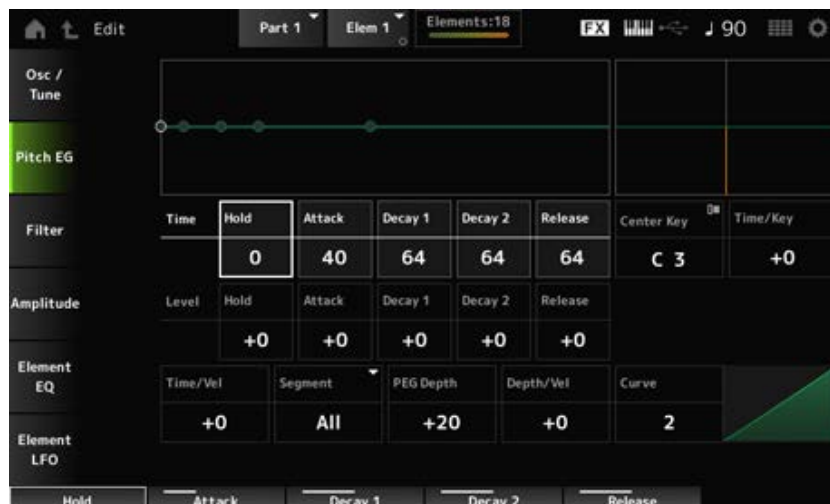 Edit Part 1 Elem 1 Elements:18 FX ♩ 90
Osc /
Tune
Pitch EG
Filter
Amplitude
Element
EQ
Element
LFO
Time Hold Attack Decay 1 Decay 2 Release Center Key Time/Key
0 40 64 64 64 C 3 +0
Level Hold Attack Decay 1 Decay 2 Release
+0 +0 +0 +0 +0
Time/Vel Segment PEG Depth Depth/Vel Curve
+0 All +20 +0 2
Hold Attack Decay 1 Decay 2 Release